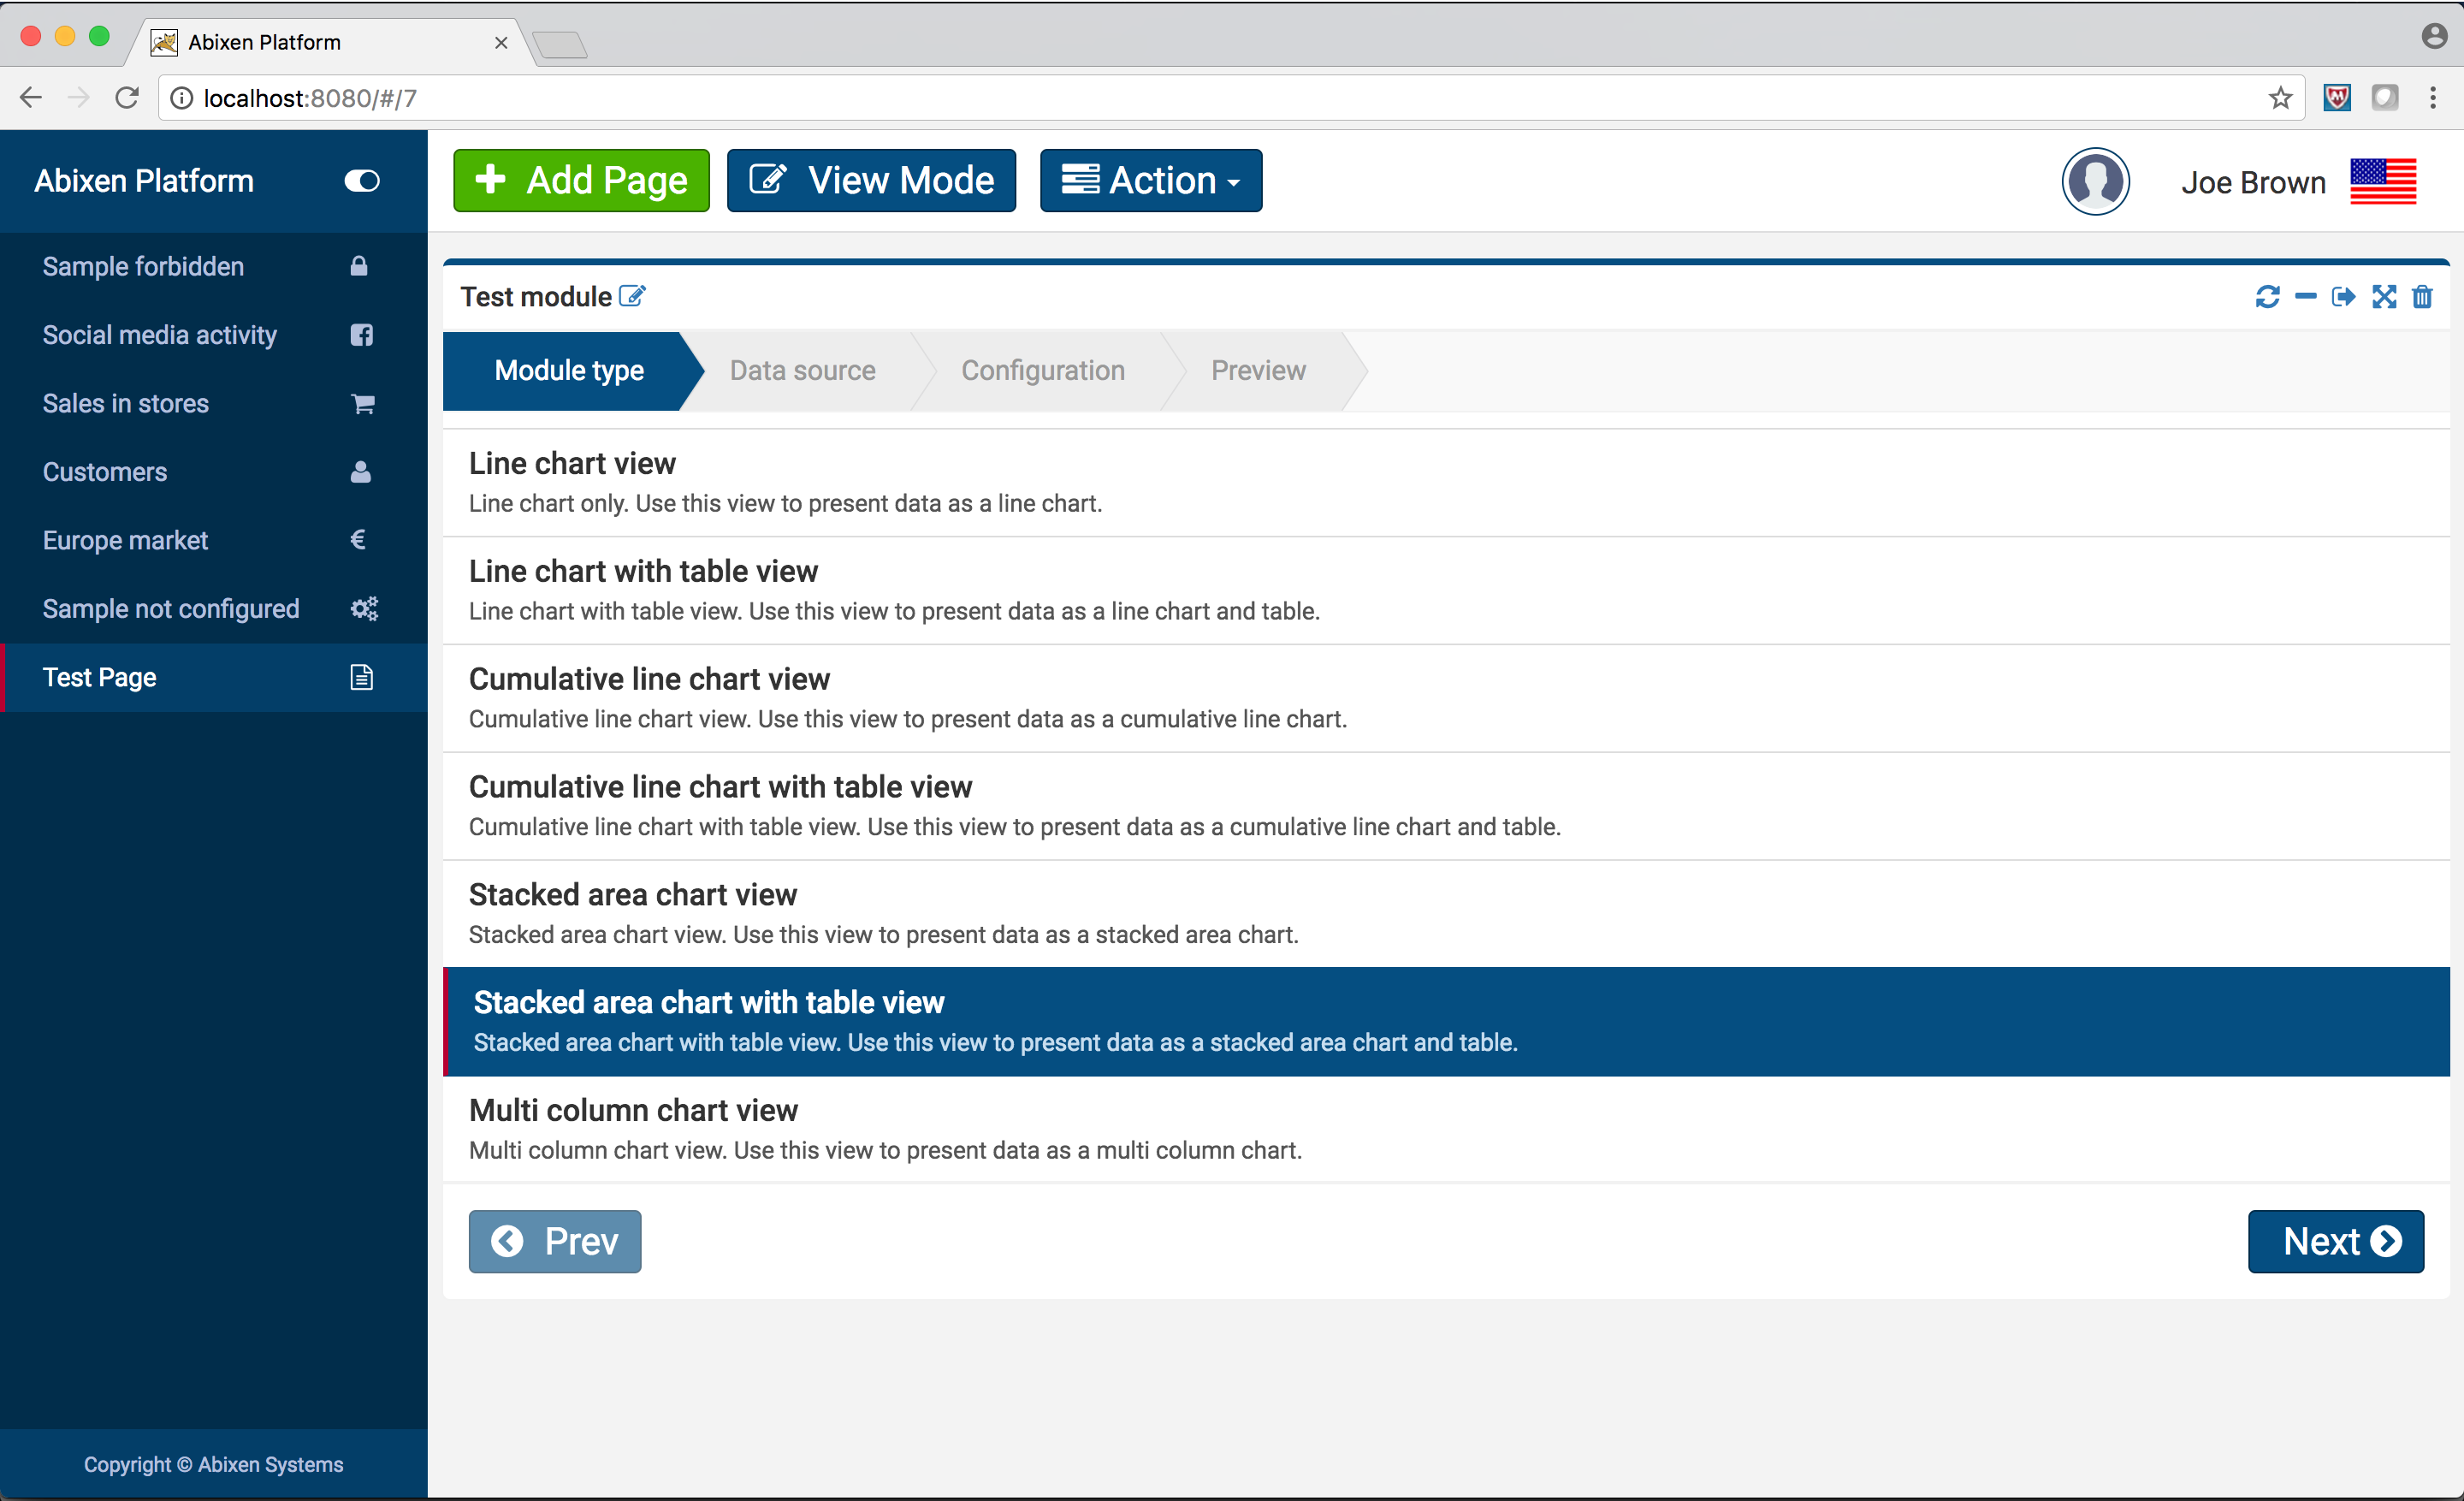 Abixen Platform
localhost:8080/#/7
Abixen Platform
Add Page
View Mode
Action
Joe Brown
Sample forbidden
Social media activity
Sales in stores
Customers
Europe market
€
Sample not configured
Test Page
Copyright © Abixen Systems
Test module
Module type
Data source
Configuration
Preview
Line chart view
Line chart only. Use this view to present data as a line chart.
Line chart with table view
Line chart with table view. Use this view to present data as a line chart and table.
Cumulative line chart view
Cumulative line chart view. Use this view to present data as a cumulative line chart.
Cumulative line chart with table view
Cumulative line chart with table view. Use this view to present data as a cumulative line chart and table.
Stacked area chart view
Stacked area chart view. Use this view to present data as a stacked area chart.
Stacked area chart with table view
Stacked area chart with table view. Use this view to present data as a stacked area chart and table.
Multi column chart view
Multi column chart view. Use this view to present data as a multi column chart.
Prev
Next